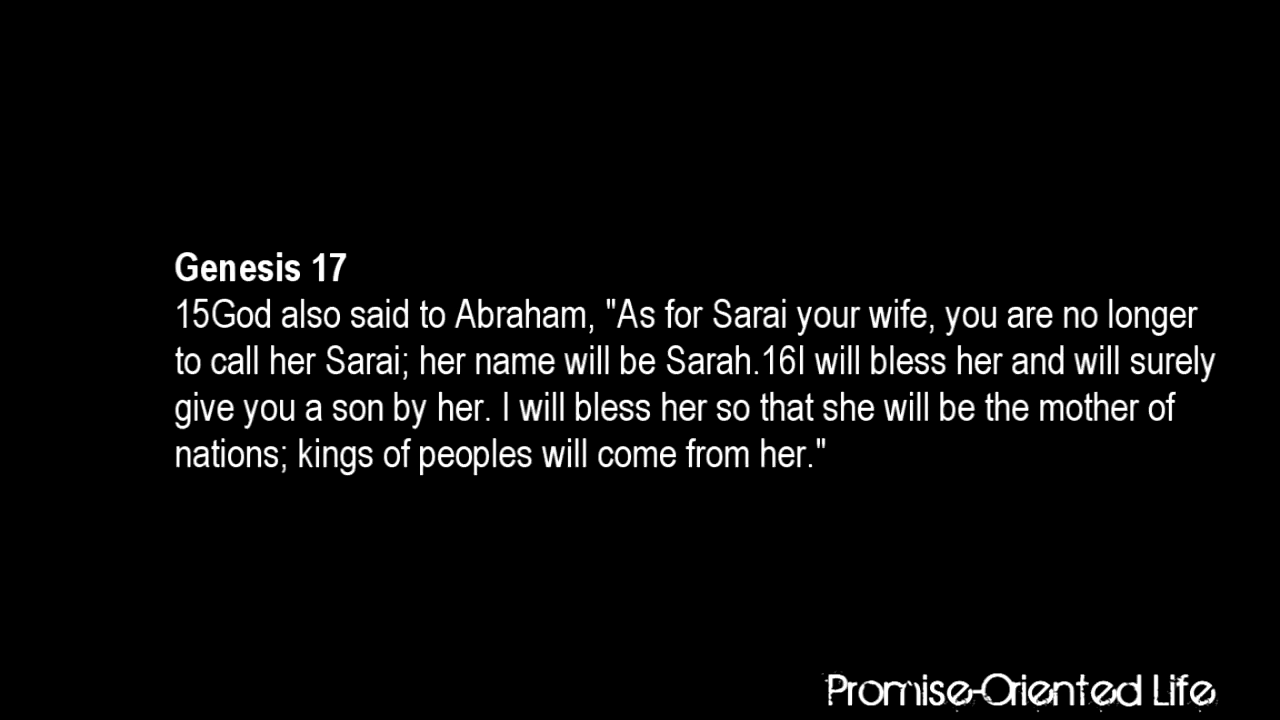 Genesis 17
15God also said to Abraham, "As for Sarai your wife, you are no longer
to call her Sarai; her name will be Sarah.16I will bless her and will surely
give you a son by her. I will bless her so that she will be the mother of
nations; kings of peoples will come from her."
Promise-Oriented Life